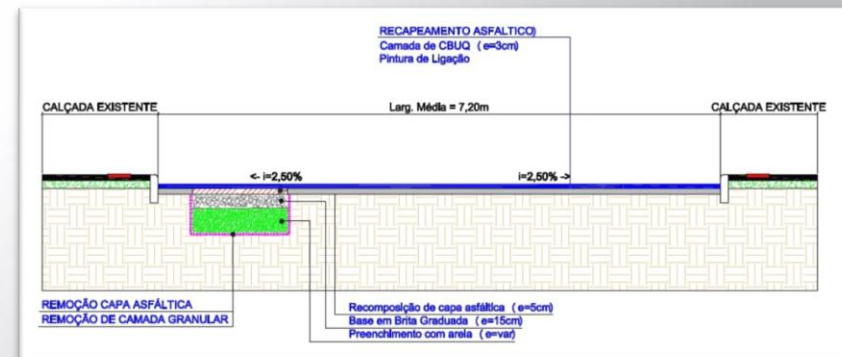 RECAPEAMENTO ASFALTICO)
Camada de CBUQ ( e=3cm)
Pintura de Ligação
CALÇADA EXISTENTE
Larg. Média = 7,20m
CALÇADA EXISTENTE
<- i=2,50%
i=2,50% ->
REMOÇÃO CAPA ASFÁLTICA
REMOÇÃO DE CAMADA GRANULAR
Recomposição de capa asfáltica ( e=5cm)
Base em Brita Graduada ( e=15cm)
Preenchimento com areia ( e=var)